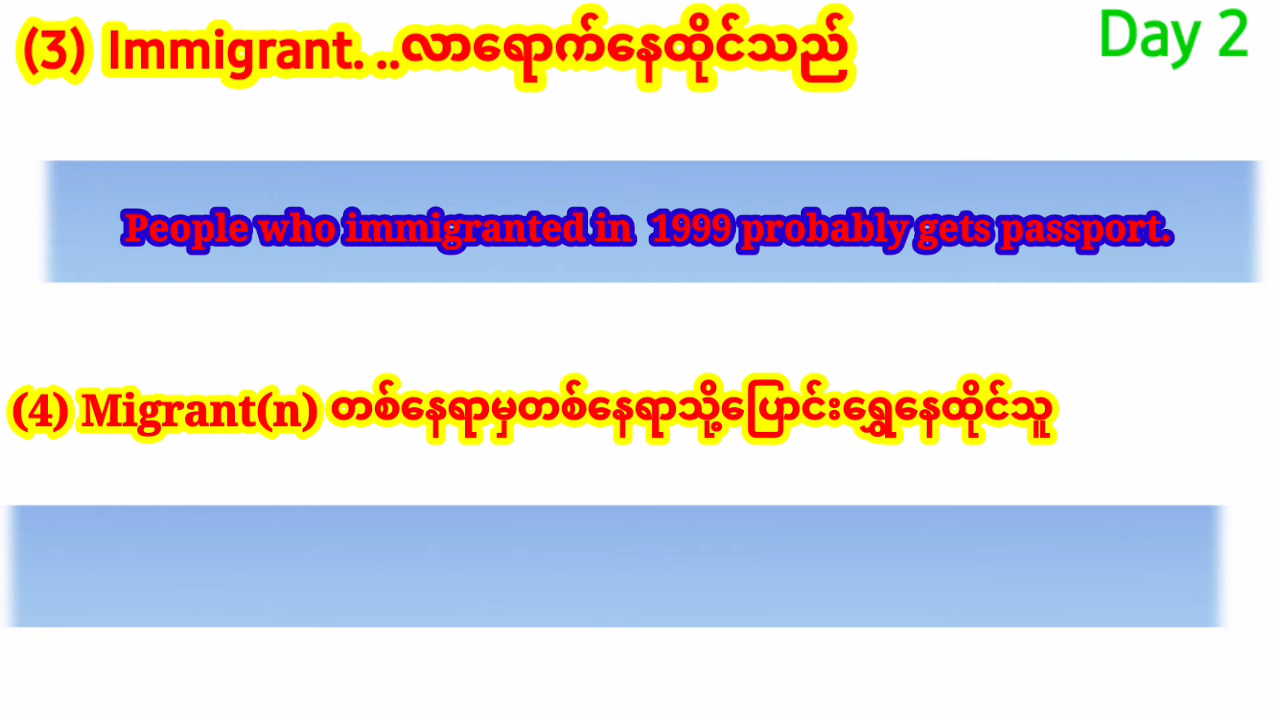 (3) Immigrant. ..လာရောက်နေထိုင်သည်
Day 2
People who immigranted in 1999 probably gets passport.
(4) Migrant(n) တစ်နေရာမှတစ်နေရာသို့ပြောင်းရွှေနေထိုင်သူ